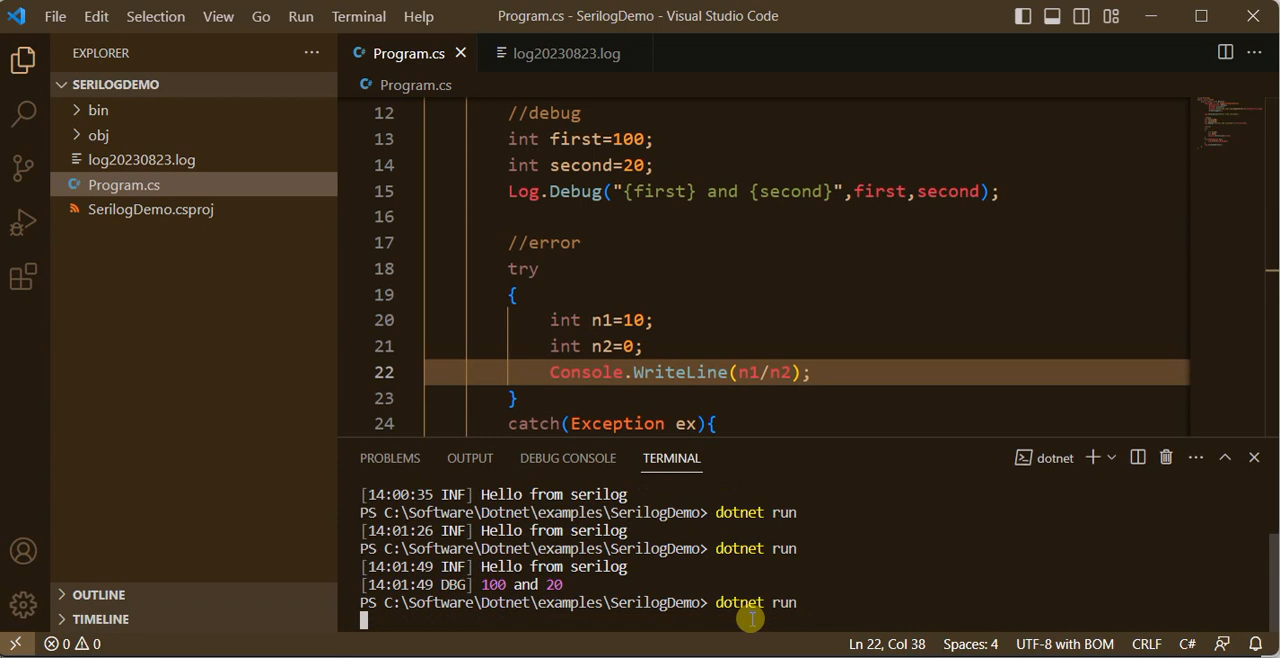 File Edit Selection View Go Run Terminal Help Program.cs - SerilogDemo - Visual Studio Code
EXPLORER
SERILOGDEMO
bin
obj
log20230823.log
Program.cs
SerilogDemo.csproj
OUTLINE
TIMELINE
Program.cs log20230823.log
Program.cs
12 //debug
13 int first=100;
14 int second=20;
15 Log.Debug("{first} and {second}",first,second);
16
17 //error
18 try
19 {
20 int n1=10;
21 int n2=0;
22 Console.WriteLine(n1/n2);
23 }
24 catch(Exception ex){
PROBLEMS OUTPUT DEBUG CONSOLE TERMINAL dotnet
[14:00:35 INF] Hello from serilog
PS C:\Software\Dotnet\examples\SerilogDemo> dotnet run
[14:01:26 INF] Hello from serilog
PS C:\Software\Dotnet\examples\SerilogDemo> dotnet run
[14:01:49 INF] Hello from serilog
[14:01:49 DBG] 100 and 20
PS C:\Software\Dotnet\examples\SerilogDemo> dotnet run
0 0 Ln 22, Col 38 Spaces: 4 UTF-8 with BOM CRLF C#